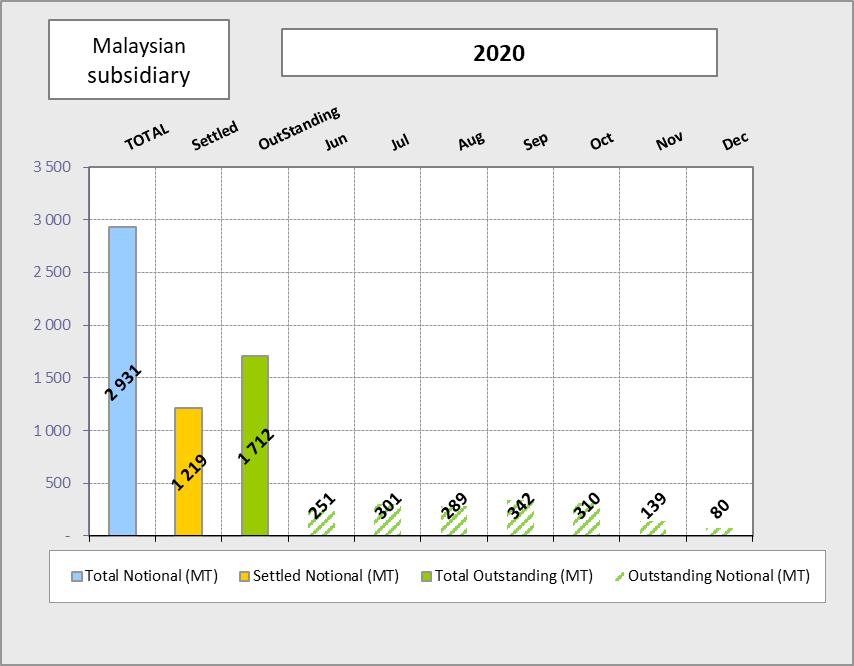 Malaysian
subsidiary
2020
TOTAL Settled OutStanding Jun Jul Aug Sep Oct Nov Dec
3 500
3 000
2 500
2 000
1 500
1 000
500
-
2 931 1 219 1 712 251 301 289 342 310 139 80
Total Notional (MT) Settled Notional (MT) Total Outstanding (MT) Outstanding Notional (MT)